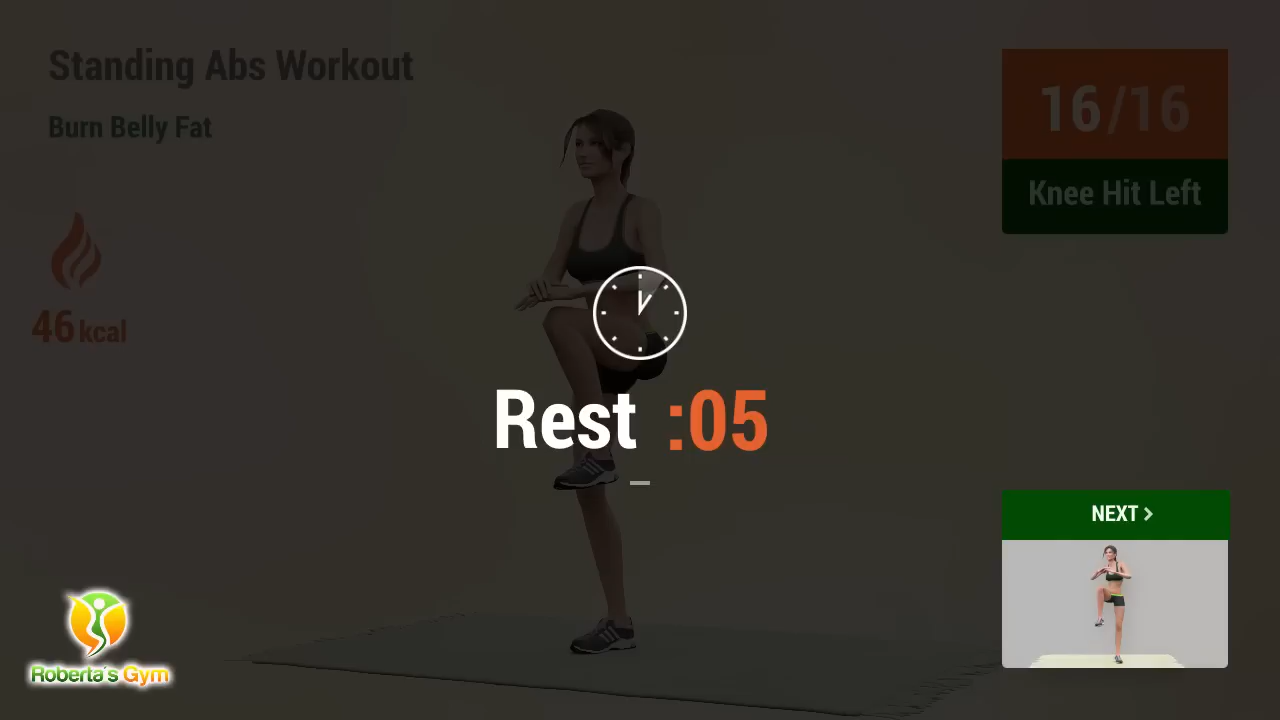 Standing Abs Workout
Burn Belly Fat
16/16
Knee Hit Left
46 kcal
Rest :05
NEXT >
Roberta's Gym